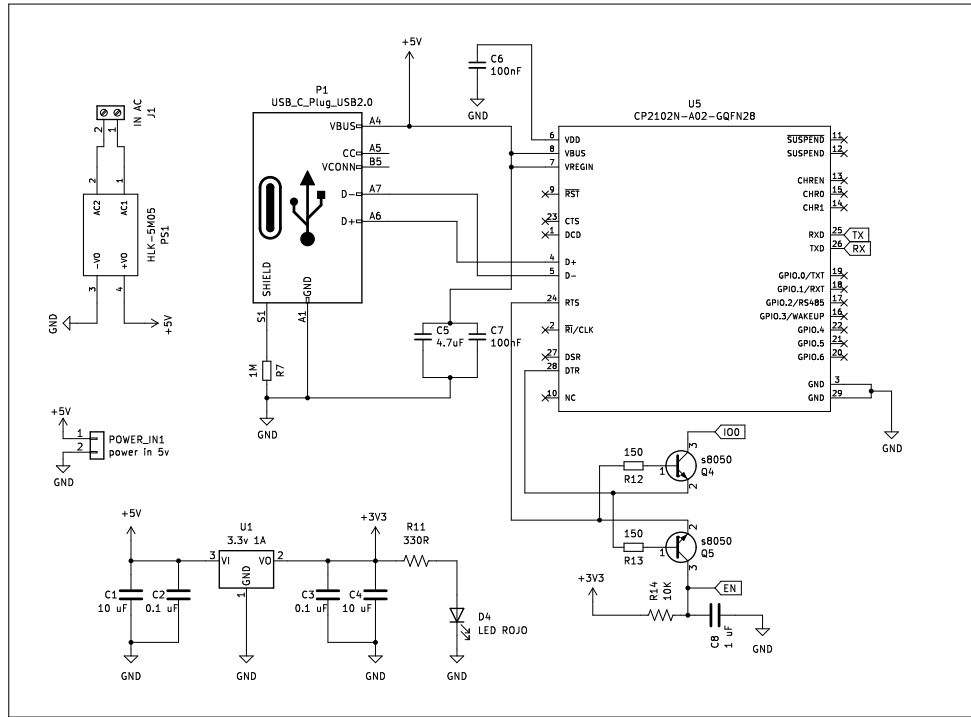 IN AC
J1
2
1
2
1
AC2
AC1
HLK-5M05
PS1
-VO
+VO
3
4
GND
+5V
+5V
1
2
POWER_IN1
power in 5v
GND
P1
USB_C_Plug_USB2.0
VBUS
A4
CC
A5
VCONN
B5
D-
A7
D+
A6
SHIELD
GND
S1
A1
1M
R7
GND
+5V
C6
100nF
GND
C5
4.7uF
C7
100nF
U5
CP2102N-A02-GQFN28
6
VDD
8
VBUS
7
VREGIN
9
RST
23
CTS
1
DCD
4
D+
5
D-
24
RTS
2
RI/CLK
27
DSR
28
DTR
10
NC
SUSPEND
11
SUSPEND
12
CHREN
13
CHR0
15
CHR1
14
RXD
25
TX
TXD
26
RX
GPIO.0/TXT
19
GPIO.1/RXT
18
GPIO.2/RS485
17
GPIO.3/WAKEUP
16
GPIO.4
22
GPIO.5
21
GPIO.6
20
GND
3
GND
29
GND
IO0
3
150
R12
1
s8050
Q4
2
2
150
R13
1
s8050
Q5
3
EN
+3V3
R14
10K
C8
1 uF
GND
+5V
U1
3.3v 1A
3
VI
VO
2
GND
1
C1
10 uF
C2
0.1 uF
C3
0.1 uF
C4
10 uF
+3V3
R11
330R
D4
LED ROJO
GND
GND
GND
GND